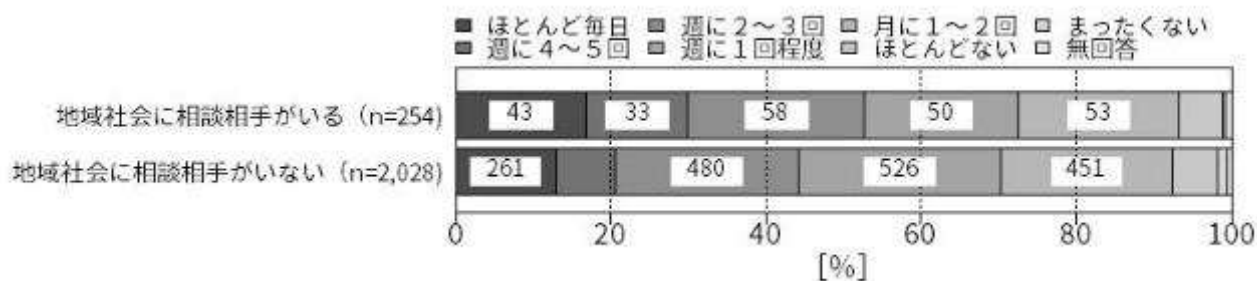 ほとんど毎日 週に2～3回 月に1～2回 まったくない
週に4～5回 週に1回程度 ほとんどない 無回答
地域社会に相談相手がいる（n=254) 43 33 58 50 53
地域社会に相談相手がいない（n=2,028) 261 480 526 451
0 20 40 60 80 100
[%]